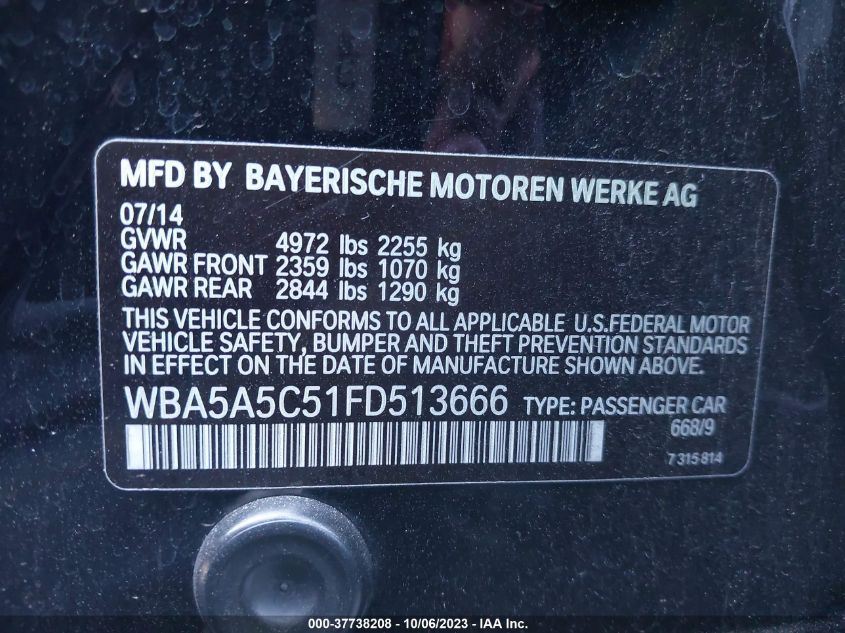 MFD BY BAYERISCHE MOTOREN WERKE AG
07/14
GVWR 4972 lbs 2255 kg
GAWR FRONT 2359 lbs 1070 kg
GAWR REAR 2844 lbs 1290 kg
THIS VEHICLE CONFORMS TO ALL APPLICABLE U.S.FEDERAL MOTOR
VEHICLE SAFETY, BUMPER AND THEFT PREVENTION STANDARDS
IN EFFECT ON THE DATE OF MANUFACTURE SHOWN ABOVE.
WBA5A5C51FD513666 TYPE: PASSENGER CAR
668/9
7 315 814
000-37738208 - 10/06/2023 - IAA Inc.